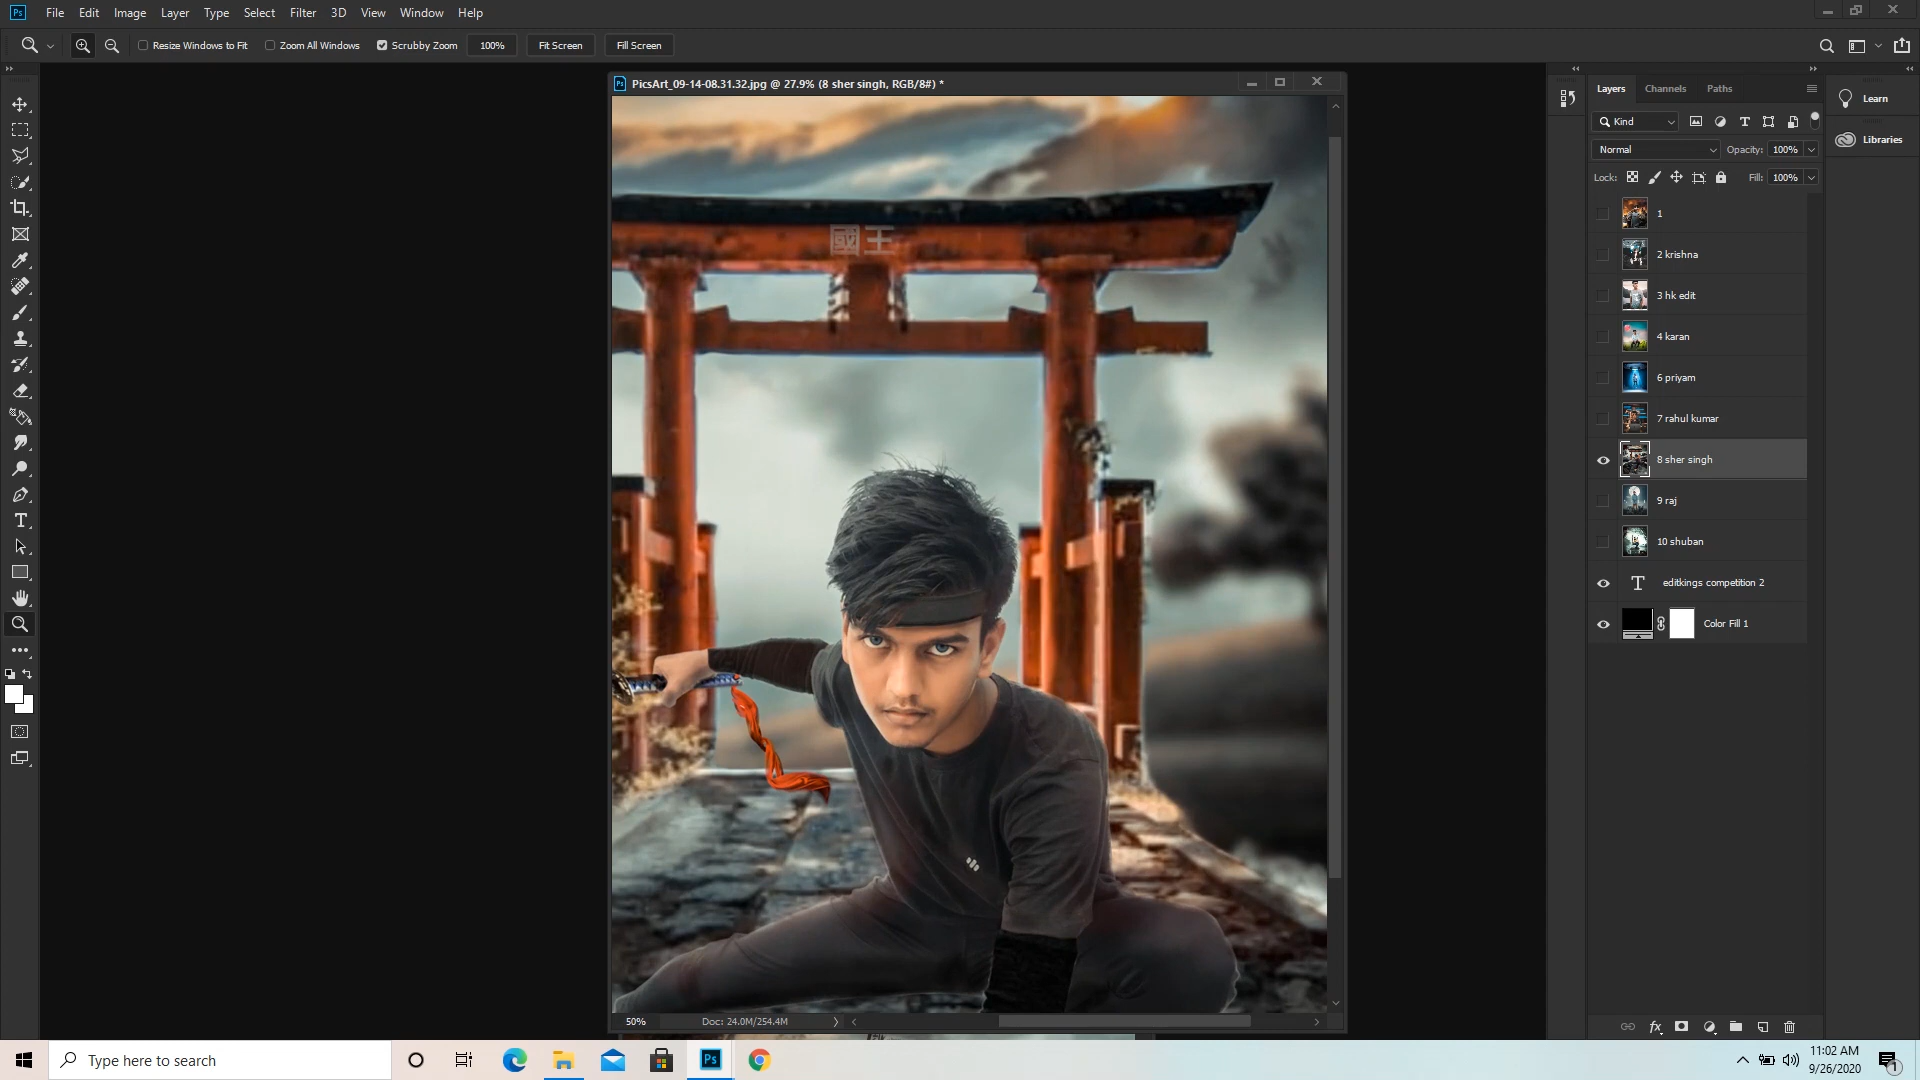 File Edit Image Layer Type Select Filter 3D View Window Help
Resize Windows to Fit Zoom All Windows Scrubby Zoom 100% Fit Screen Fill Screen
PicsArt_09-14-08.31.32.jpg @ 27.9% (8 sher singh, RGB/8#) *
國王
50% Doc: 24.0M/254.4M
Layers Channels Paths
Kind
Normal Opacity: 100%
Lock: Fill: 100%
1
2 krishna
3 hk edit
4 karan
6 priyam
7 rahul kumar
8 sher singh
9 raj
10 shuban
T editkings competition 2
Color Fill 1
Learn
Libraries
Type here to search
11:02 AM
9/26/2020
1